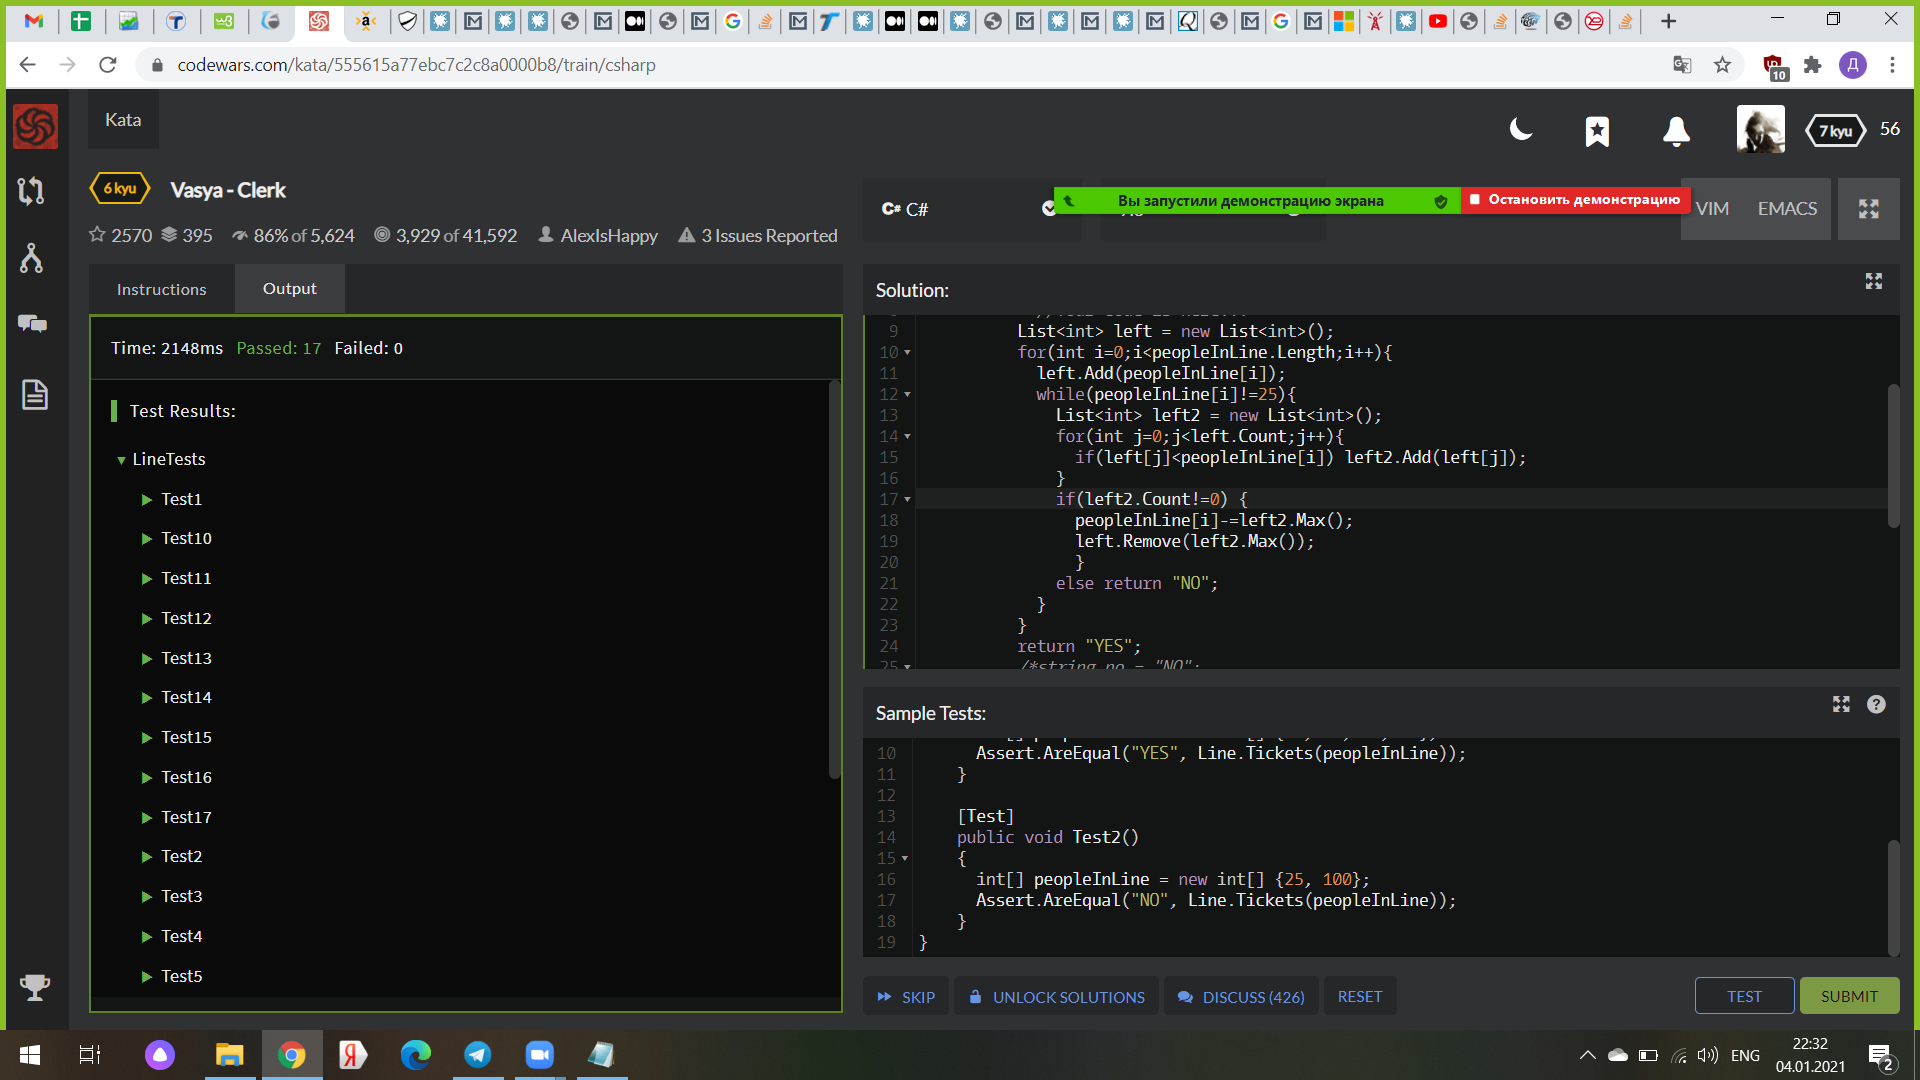 codewars.com/kata/555615a77ebc7c2c8a0000b8/train/csharp
10
Д
Kata
7 kyu
56
6 kyu
Vasya - Clerk
C# C#
Вы запустили демонстрацию экрана
Остановить демонстрацию
VIM
EMACS
2570 395 86% of 5,624 3,929 of 41,592 AlexIsHappy 3 Issues Reported
Instructions
Output
Time: 2148ms Passed: 17 Failed: 0
Test Results:
LineTests
Test1
Test10
Test11
Test12
Test13
Test14
Test15
Test16
Test17
Test2
Test3
Test4
Test5
Solution:
9 List<int> left = new List<int>();
10 for(int i=0;i<peopleInLine.Length;i++){
11 left.Add(peopleInLine[i]);
12 while(peopleInLine[i]!=25){
13 List<int> left2 = new List<int>();
14 for(int j=0;j<left.Count;j++){
15 if(left[j]<peopleInLine[i]) left2.Add(left[j]);
16 }
17 if(left2.Count!=0) {
18 peopleInLine[i]-=left2.Max();
19 left.Remove(left2.Max());
20 }
21 else return "NO";
22 }
23 }
24 return "YES";
25 /*string no = "NO";
Sample Tests:
10 Assert.AreEqual("YES", Line.Tickets(peopleInLine));
11 }
12
13 [Test]
14 public void Test2()
15 {
16 int[] peopleInLine = new int[] {25, 100};
17 Assert.AreEqual("NO", Line.Tickets(peopleInLine));
18 }
19 }
SKIP
UNLOCK SOLUTIONS
DISCUSS (426)
RESET
TEST
SUBMIT
ENG
22:32
04.01.2021
2